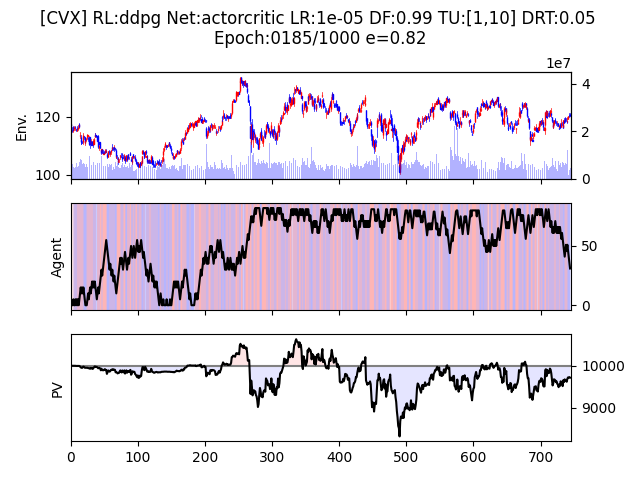 [CVX] RL:ddpg Net:actorcritic LR:1e-05 DF:0.99 TU:[1,10] DRT:0.05
Epoch:0185/1000 e=0.82
1e7
Env.
120
100
4
2
0
Agent
50
0
PV
10000
9000
0 100 200 300 400 500 600 700